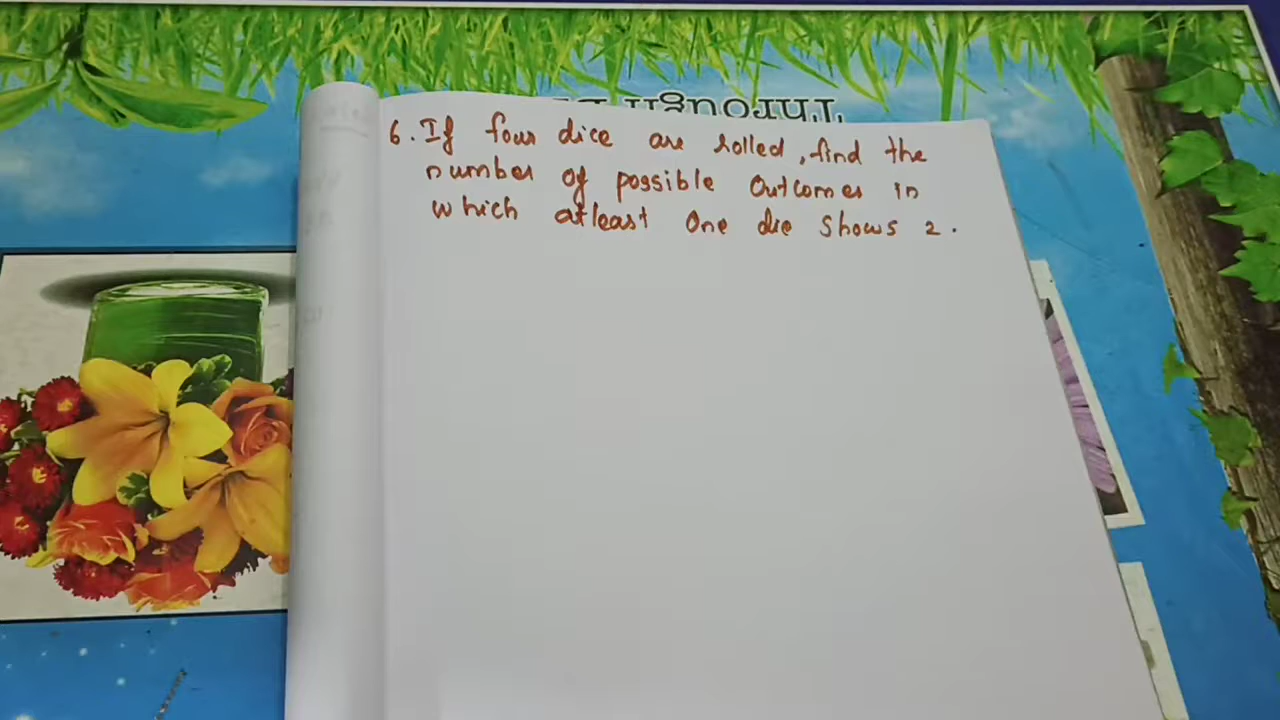 Through
6. If four dice are rolled, find the
number of possible outcomes in
which atleast one die shows 2.